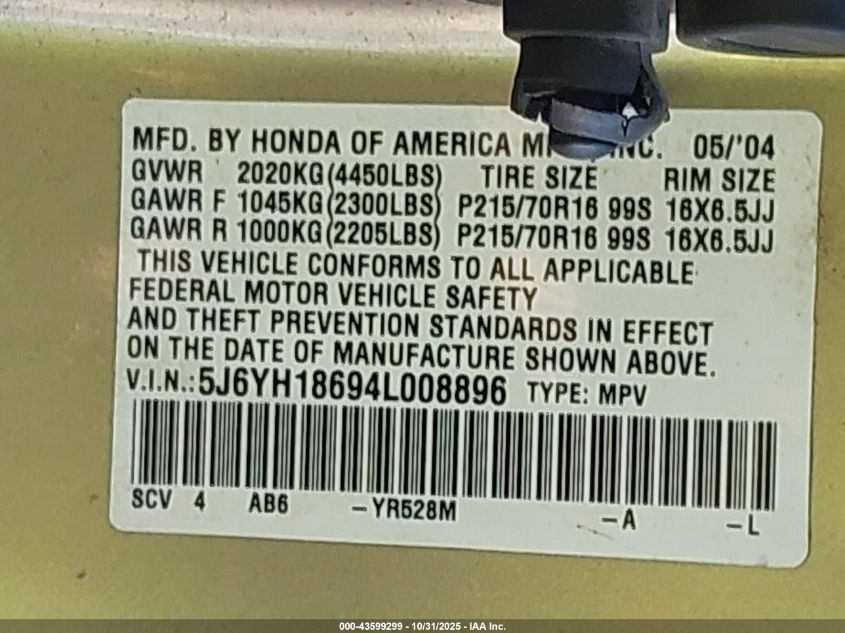 MFD. BY HONDA OF AMERICA INC. 05/'04
GVWR 2020KG(4450LBS) TIRE SIZE RIM SIZE
GAWR F 1045KG(2300LBS) P215/70R16 99S 16X6.5JJ
GAWR R 1000KG(2205LBS) P215/70R16 99S 16X6.5JJ
THIS VEHICLE CONFORMS TO ALL APPLICABLE
FEDERAL MOTOR VEHICLE SAFETY
AND THEFT PREVENTION STANDARDS IN EFFECT
ON THE DATE OF MANUFACTURE SHOWN ABOVE.
V.I.N.:5J6YH18694L008896 TYPE: MPV
SCV 4 AB6 -YR528M -A -L
000-43599299 - 10/31/2025 - IAA Inc.